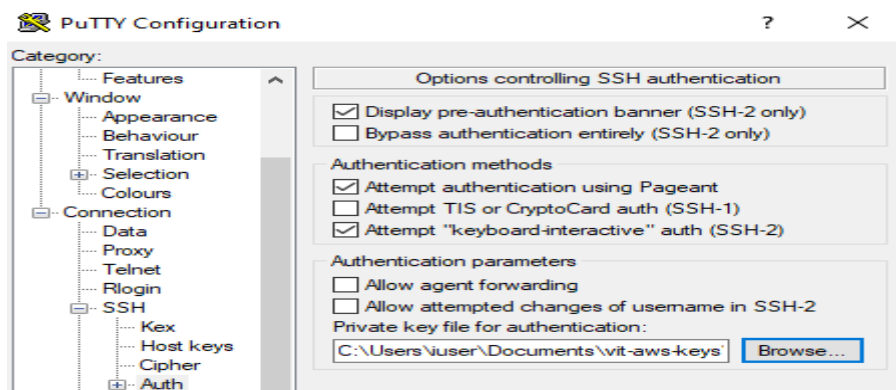 PuTTY Configuration
?
Category:
Features
Window
Appearance
Behaviour
Translation
Selection
Colours
Connection
Data
Proxy
Telnet
Rlogin
SSH
Kex
Host keys
Cipher
Auth
Options controlling SSH authentication
Display pre-authentication banner (SSH-2 only)
Bypass authentication entirely (SSH-2 only)
Authentication methods
Attempt authentication using Pageant
Attempt TIS or CryptoCard auth (SSH-1)
Attempt "keyboard-interactive" auth (SSH-2)
Authentication parameters
Allow agent forwarding
Allow attempted changes of username in SSH-2
Private key file for authentication:
C:\Users\iuser\Documents\vit-aws-keys
Browse...